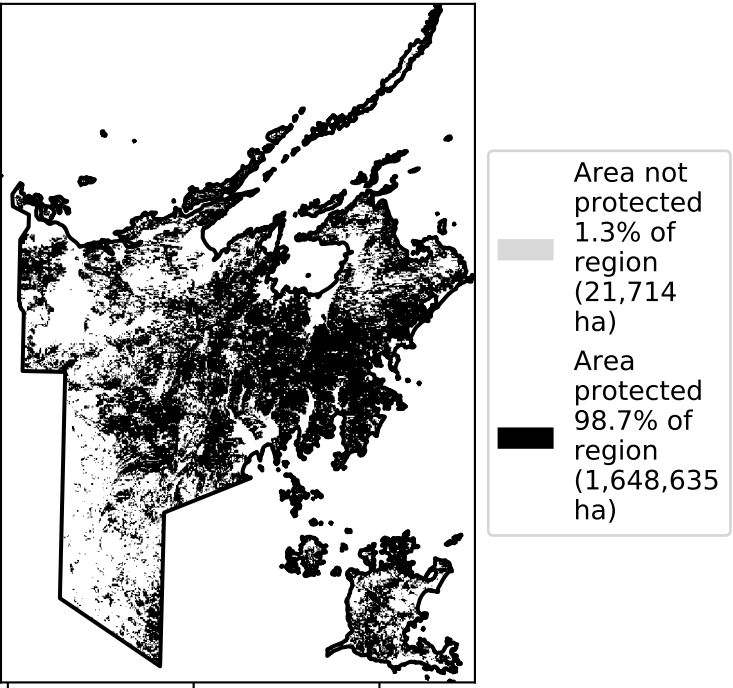 Area not
protected
1.3% of
region
(21,714
ha)
Area
protected
98.7% of
region
(1,648,635
ha)